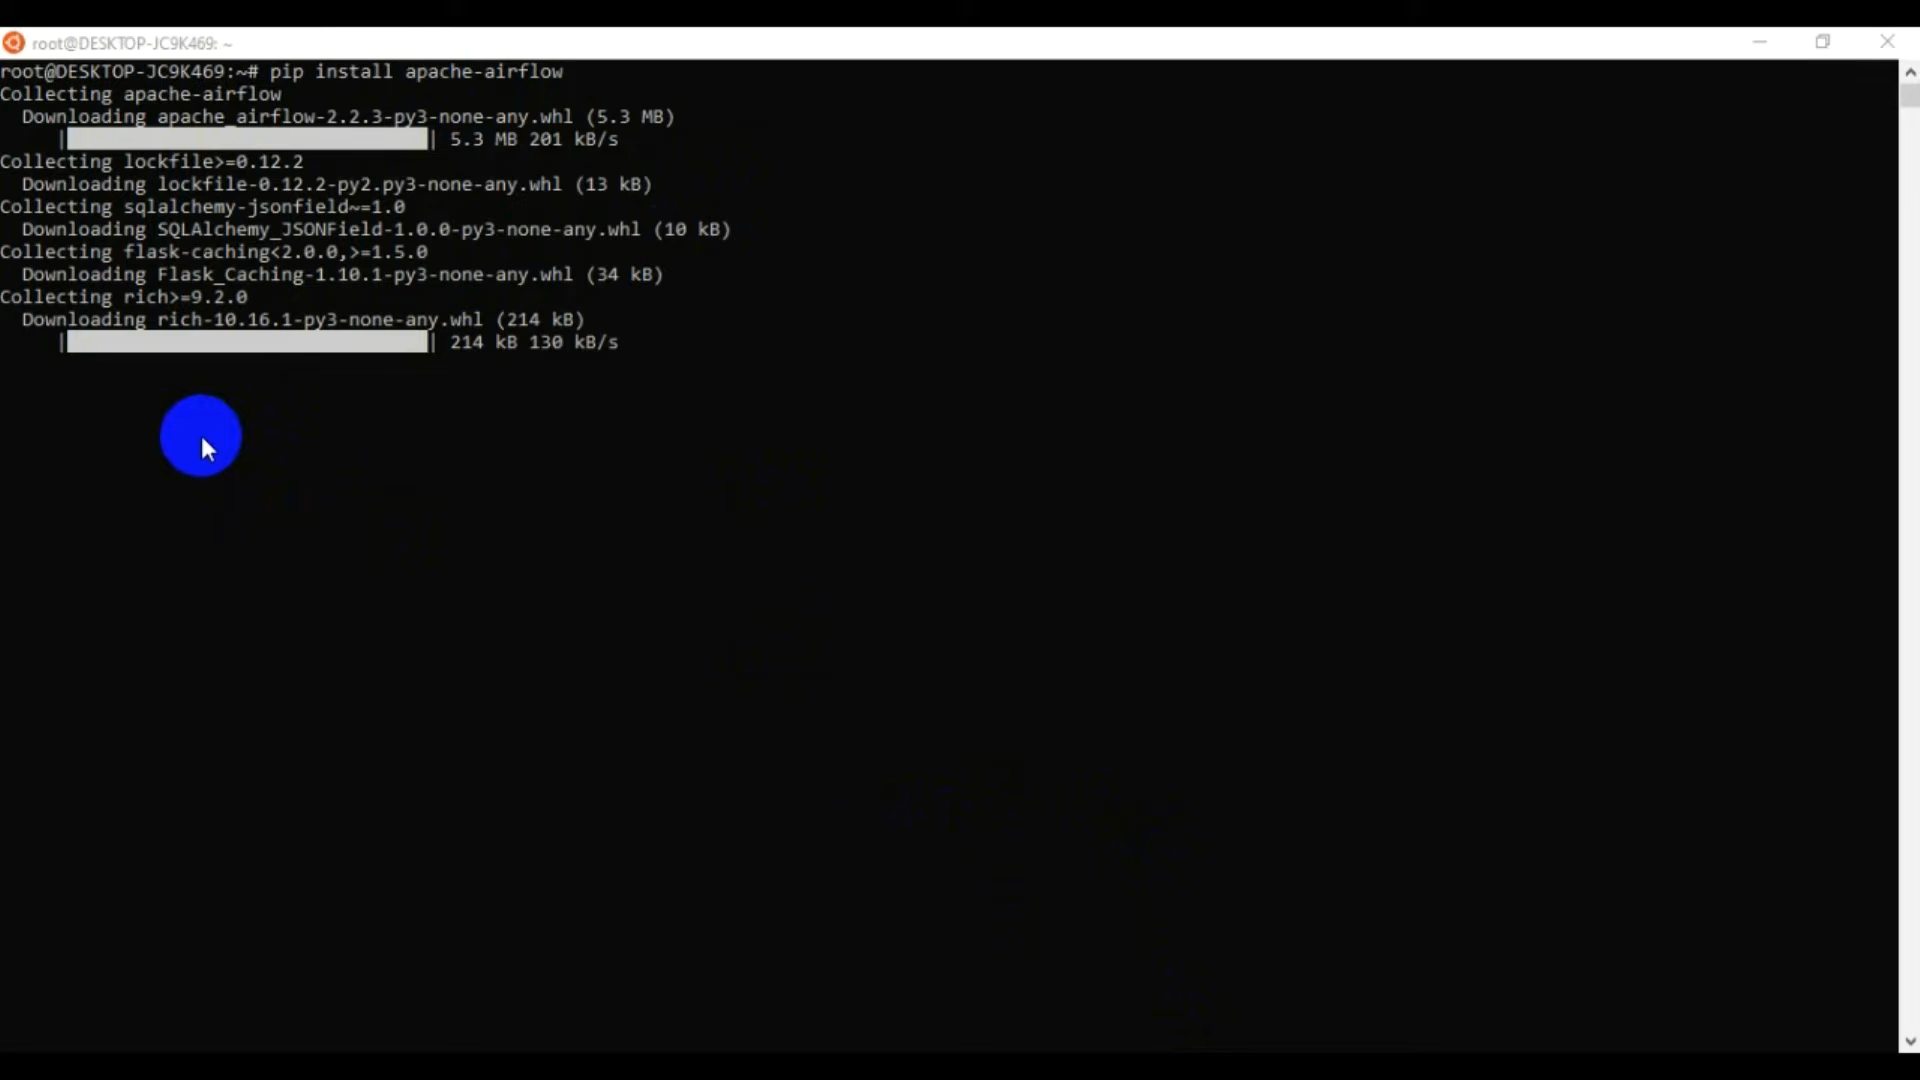 root@DESKTOP-JC9K469: ~
root@DESKTOP-JC9K469:~# pip install apache-airflow
Collecting apache-airflow
  Downloading apache_airflow-2.2.3-py3-none-any.whl (5.3 MB)
     |████████████████████████████████| 5.3 MB 201 kB/s
Collecting lockfile>=0.12.2
  Downloading lockfile-0.12.2-py2.py3-none-any.whl (13 kB)
Collecting sqlalchemy-jsonfield~=1.0
  Downloading SQLAlchemy_JSONField-1.0.0-py3-none-any.whl (10 kB)
Collecting flask-caching<2.0.0,>=1.5.0
  Downloading Flask_Caching-1.10.1-py3-none-any.whl (34 kB)
Collecting rich>=9.2.0
  Downloading rich-10.16.1-py3-none-any.whl (214 kB)
     |████████████████████████████████| 214 kB 130 kB/s